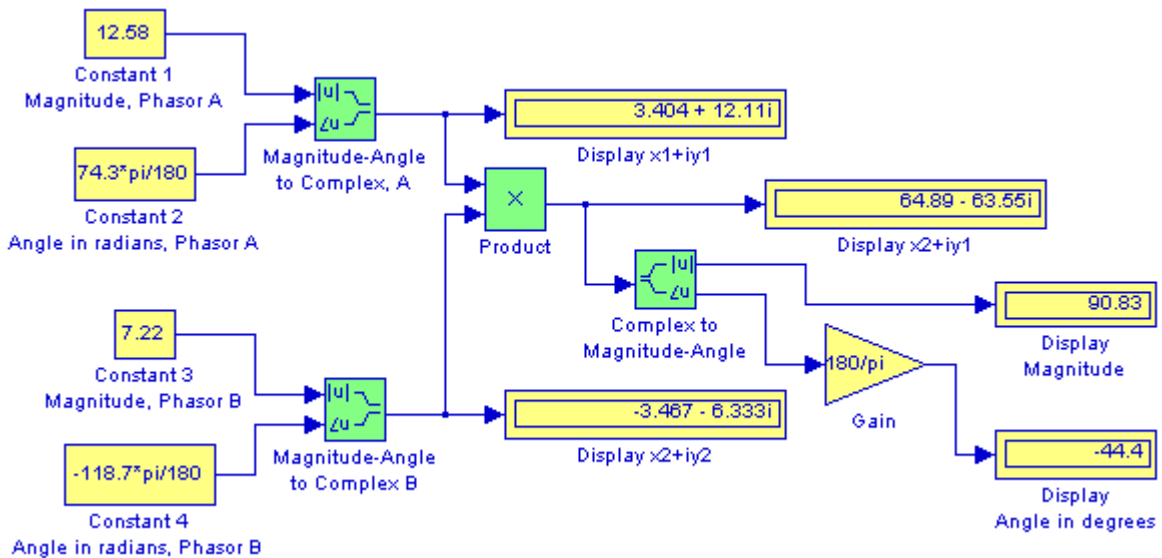 12.58
Constant 1
Magnitude, Phasor A
|u|
∠u
Magnitude-Angle
to Complex, A
3.404 + 12.11i
Display x1+iy1
74.3*pi/180
Constant 2
Angle in radians, Phasor A
×
Product
64.89 - 63.55i
Display x2+iy1
|u|
∠u
Complex to
Magnitude-Angle
90.83
Display
Magnitude
7.22
Constant 3
Magnitude, Phasor B
180/pi
Gain
|u|
∠u
Magnitude-Angle
to Complex B
-3.467 - 6.333i
Display x2+iy2
-44.4
Display
Angle in degrees
-118.7*pi/180
Constant 4
Angle in radians, Phasor B